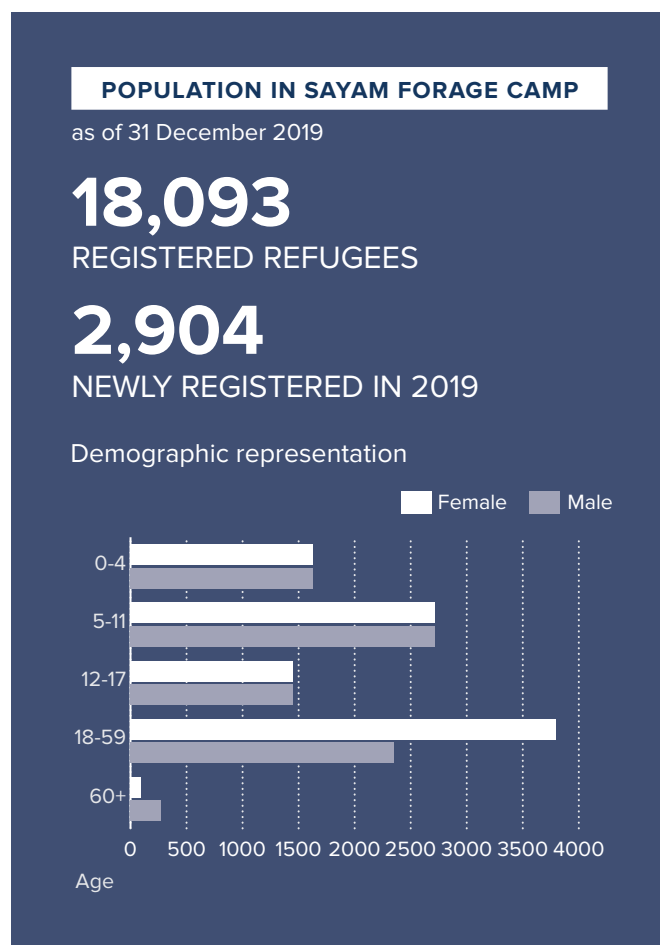 POPULATION IN SAYAM FORAGE CAMP
as of 31 December 2019
18,093
REGISTERED REFUGEES
2,904
NEWLY REGISTERED IN 2019
Demographic representation
Female Male
0-4
5-11
12-17
18-59
60+
0 500 1000 1500 2000 2500 3000 3500 4000
Age